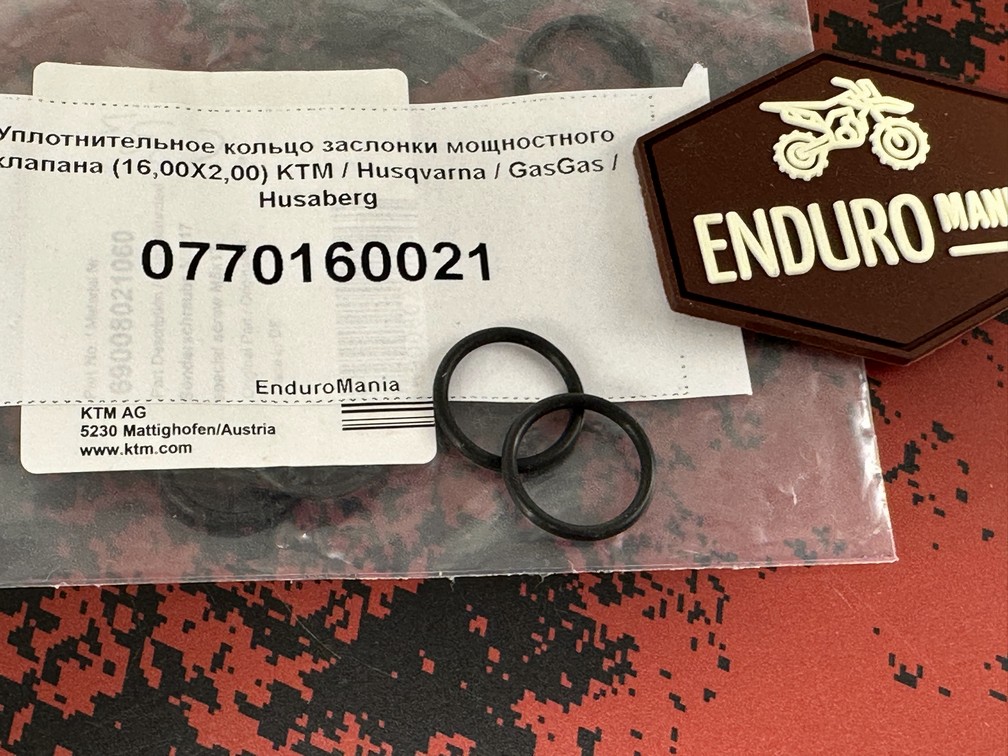 Уплотнительное кольцо заслонки мощностного
клапана (16,00X2,00) KTM / Husqvarna / GasGas /
Husaberg
0770160021
EnduroMania
KTM AG
5230 Mattighofen/Austria
www.ktm.com
ENDURO